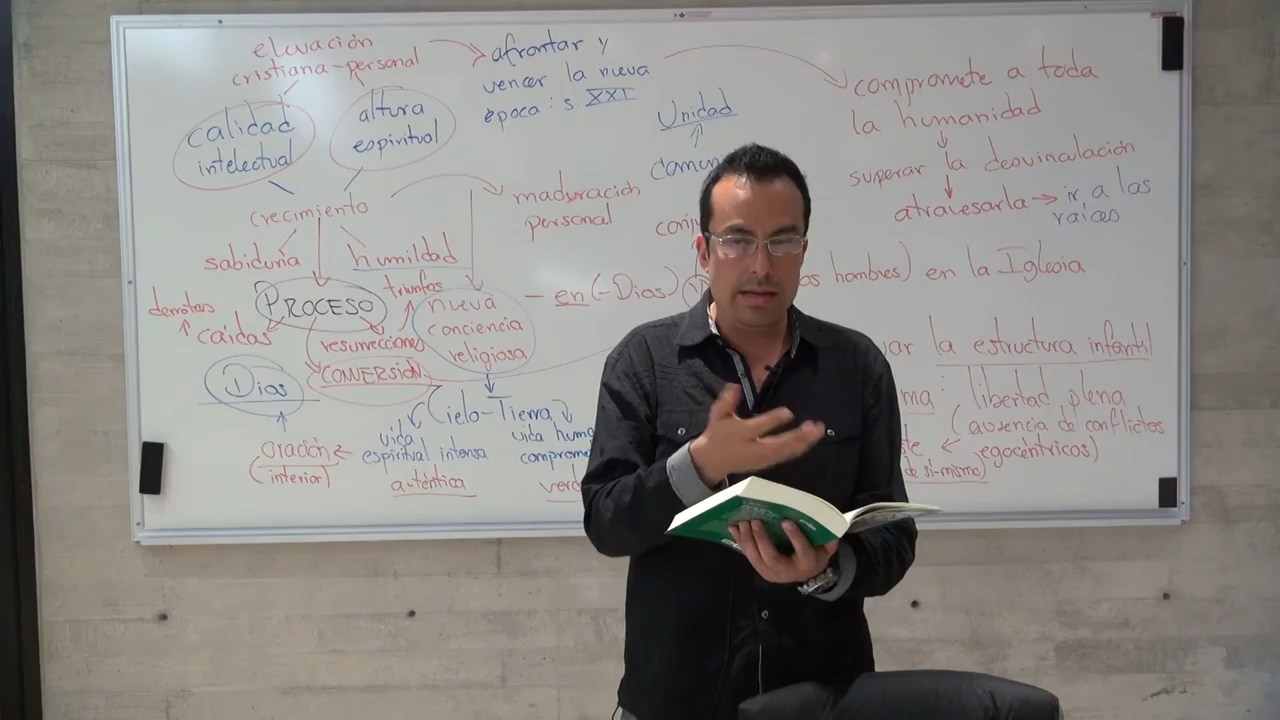 elevación
cristiana-personal
afrontar y
vencer la nueva
época: s. XXI
compromete a toda
la humanidad
superar la desvinculación
atravesarla → ir a las
raíces
calidad
intelectual
altura
espiritual
Unidad
crecimiento
maduración
personal
sabiduría
humildad
PROCESO
triunfos
derrotas
caídas
resurrecciones
CONVERSIÓN
nueva
conciencia
religiosa
- en (-Dios)
hombres) en la Iglesia
la estructura infantil
libertad plena
(ausencia de conflictos
egocéntricos)
de sí-mismo)
Dios
Cielo-Tierra
oración
(interior)
vida
espiritual intensa
auténtica
vida